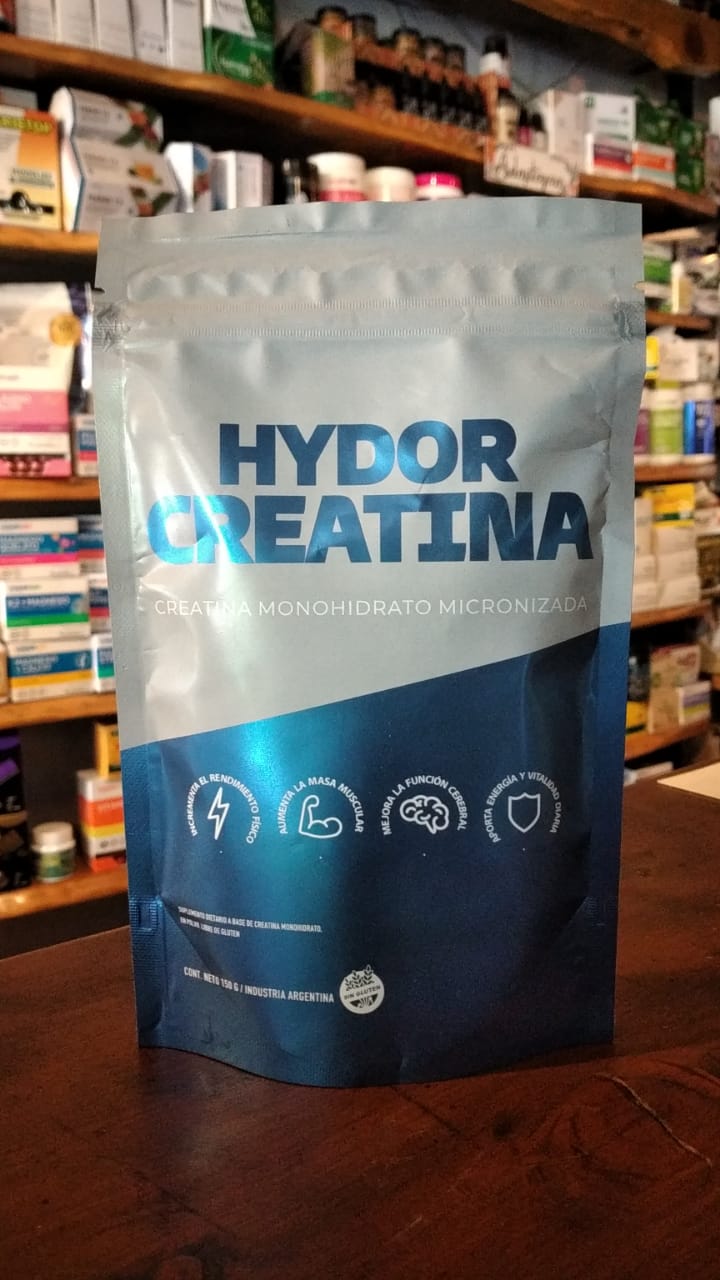 HYDOR
CREATINA
CREATINA MONOHIDRATO MICRONIZADA
INCREMENTA EL RENDIMIENTO FÍSICO
AUMENTA LA MASA MUSCULAR
MEJORA LA FUNCIÓN CEREBRAL
APORTA ENERGÍA Y VITALIDAD DIARIA
SUPLEMENTO DIETARIO A BASE DE CREATINA MONOHIDRATO.
EN POLVO. LIBRE DE GLUTEN
CONT. NETO 150 G / INDUSTRIA ARGENTINA
SIN GLUTEN